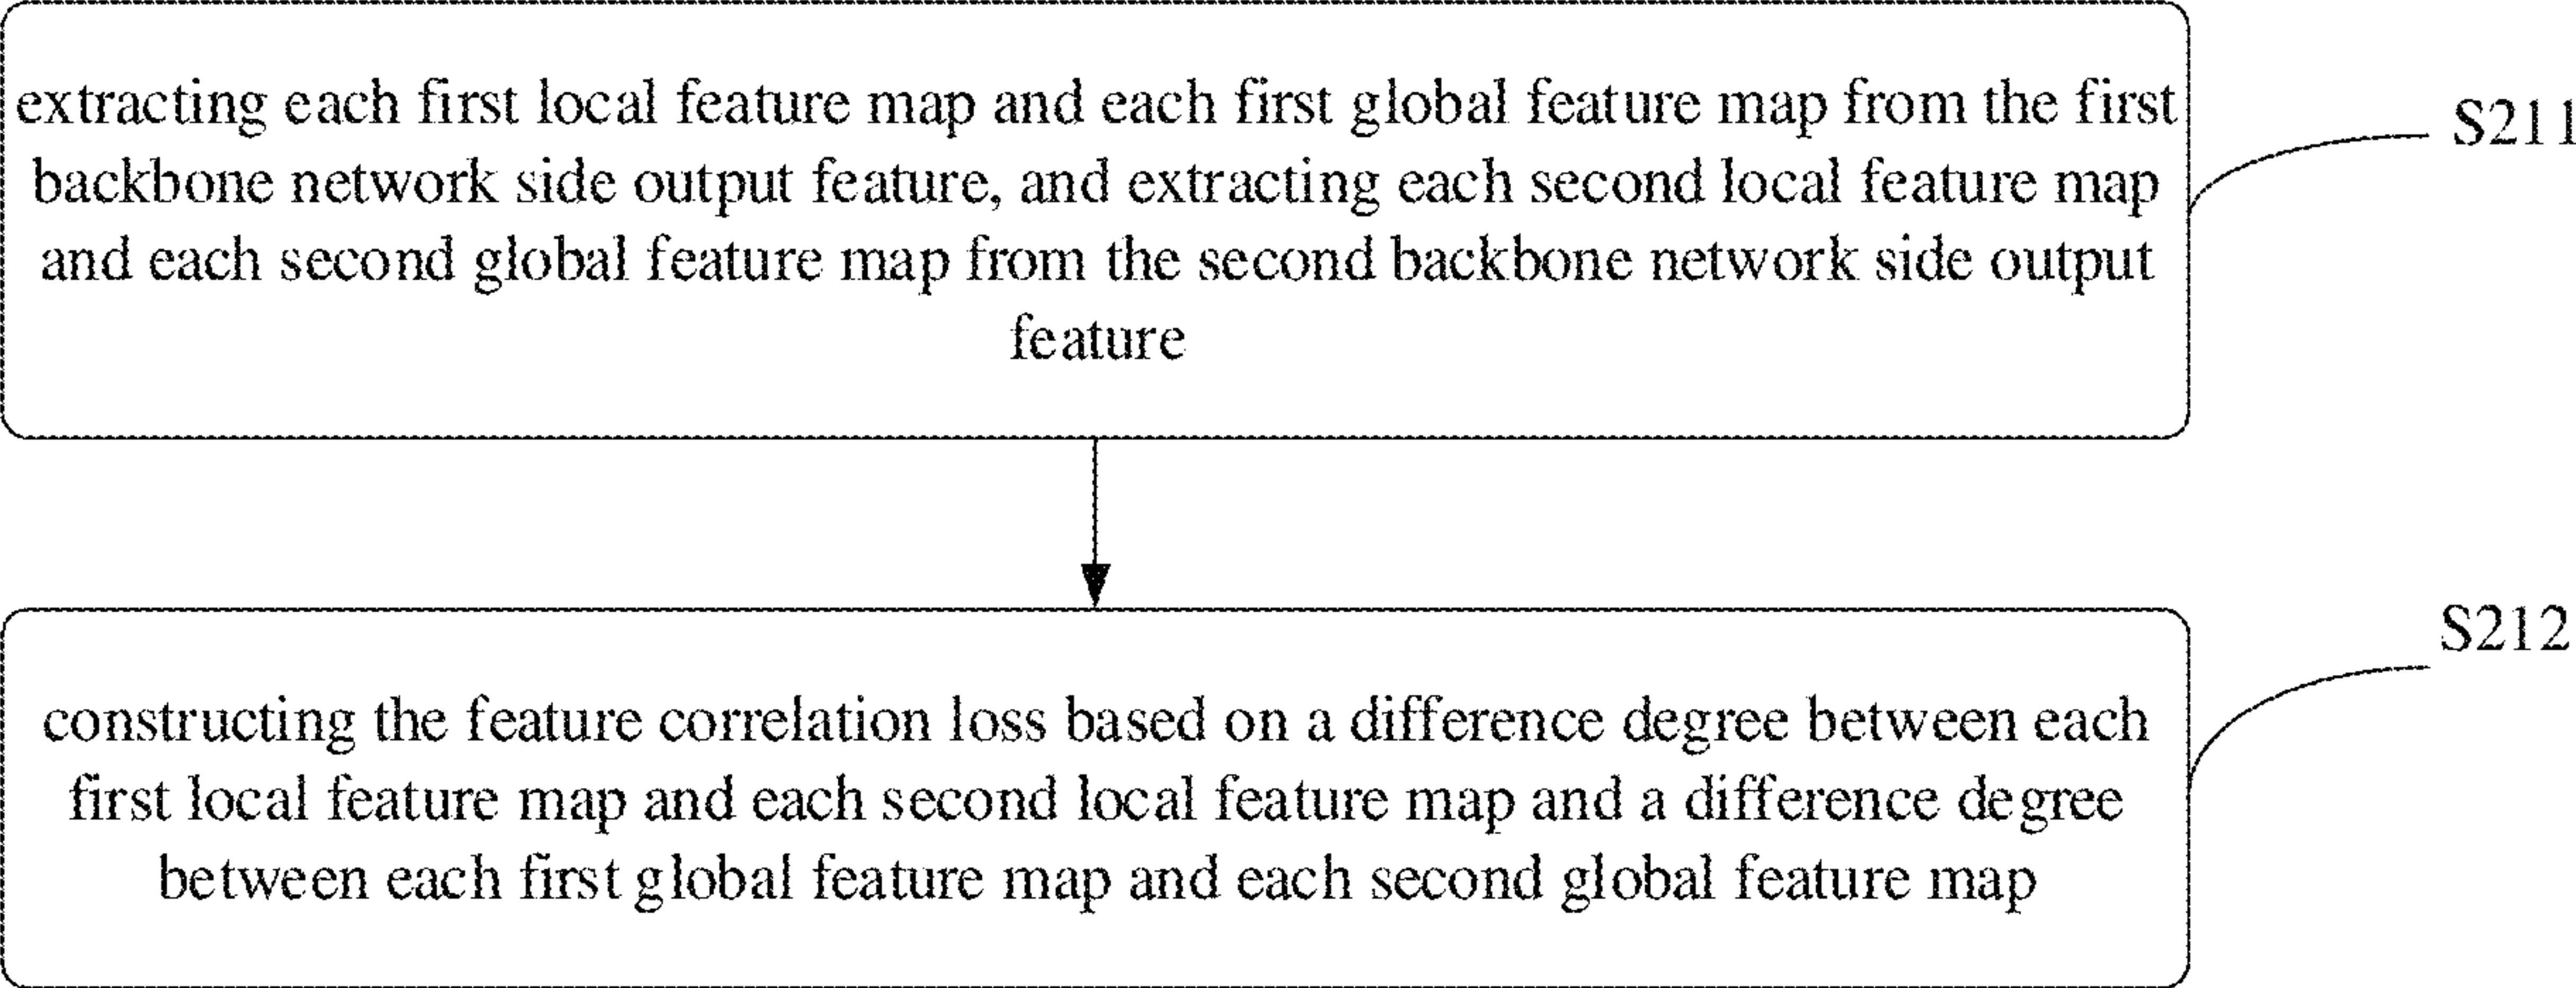 extracting each first local feature map and each first global feature map from the first
backbone network side output feature, and extracting each second local feature map
and each second global feature map from the second backbone network side output
feature
S211
constructing the feature correlation loss based on a difference degree between each
first local feature map and each second local feature map and a difference degree
between each first global feature map and each second global feature map
S212